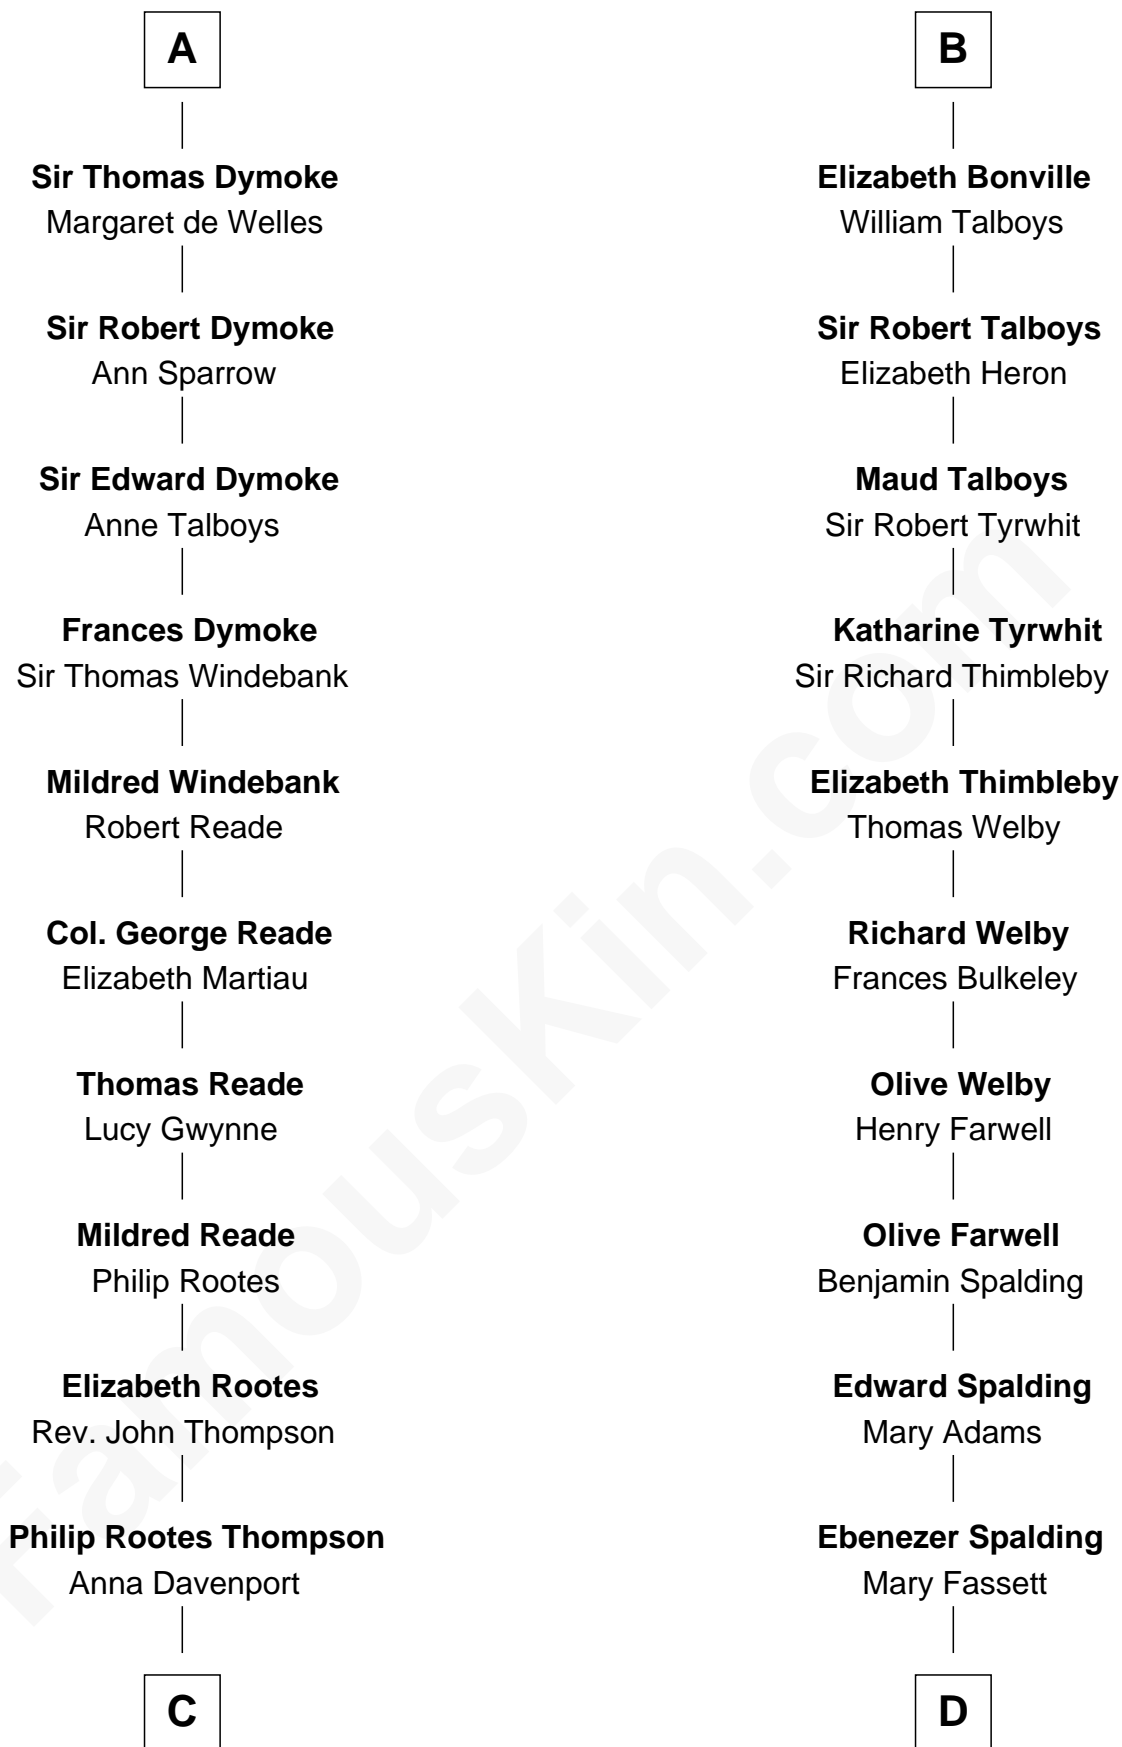 A
Sir Thomas Dymoke
Margaret de Welles
Sir Robert Dymoke
Ann Sparrow
Sir Edward Dymoke
Anne Talboys
Frances Dymoke
Sir Thomas Windebank
Mildred Windebank
Robert Reade
Col. George Reade
Elizabeth Martiau
Thomas Reade
Lucy Gwynne
Mildred Reade
Philip Rootes
Elizabeth Rootes
Rev. John Thompson
Philip Rootes Thompson
Anna Davenport
C
B
Elizabeth Bonville
William Talboys
Sir Robert Talboys
Elizabeth Heron
Maud Talboys
Sir Robert Tyrwhit
Katharine Tyrwhit
Sir Richard Thimbleby
Elizabeth Thimbleby
Thomas Welby
Richard Welby
Frances Bulkeley
Olive Welby
Henry Farwell
Olive Farwell
Benjamin Spalding
Edward Spalding
Mary Adams
Ebenezer Spalding
Mary Fassett
D
FamousKin.com